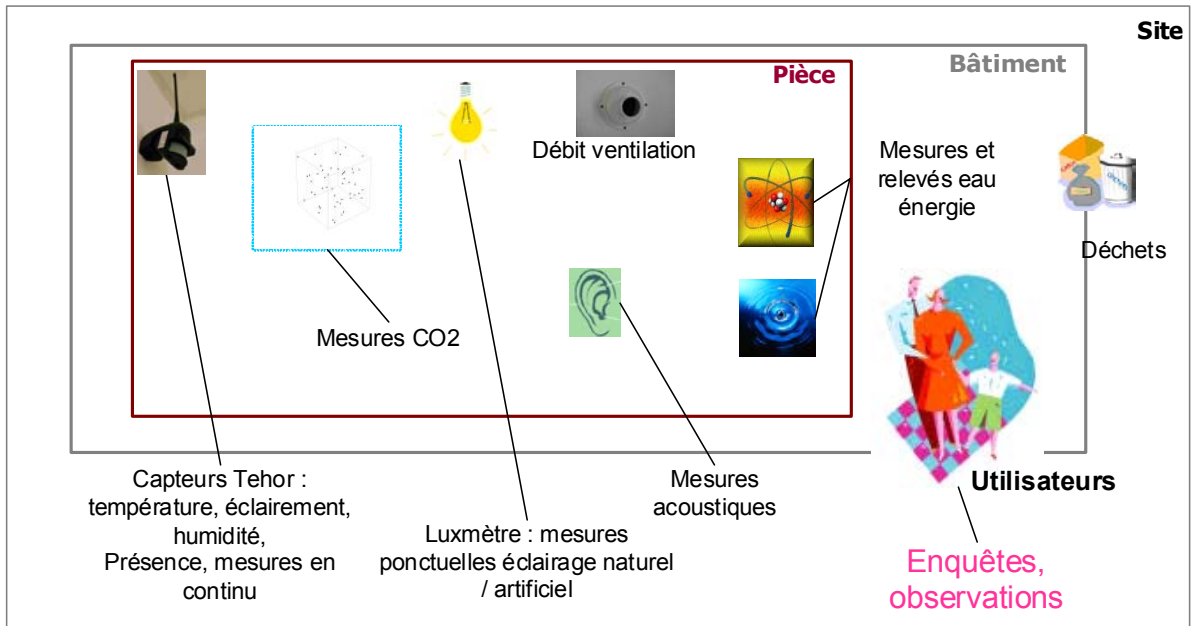 Site
Bâtiment
Pièce
Débit ventilation
Mesures et
relevés eau
énergie
Déchets
Mesures CO2
Capteurs Tehor :
température, éclairement,
humidité,
Présence, mesures en
continu
Luxmètre : mesures
ponctuelles éclairage naturel
/ artificiel
Mesures
acoustiques
Utilisateurs
Enquêtes,
observations